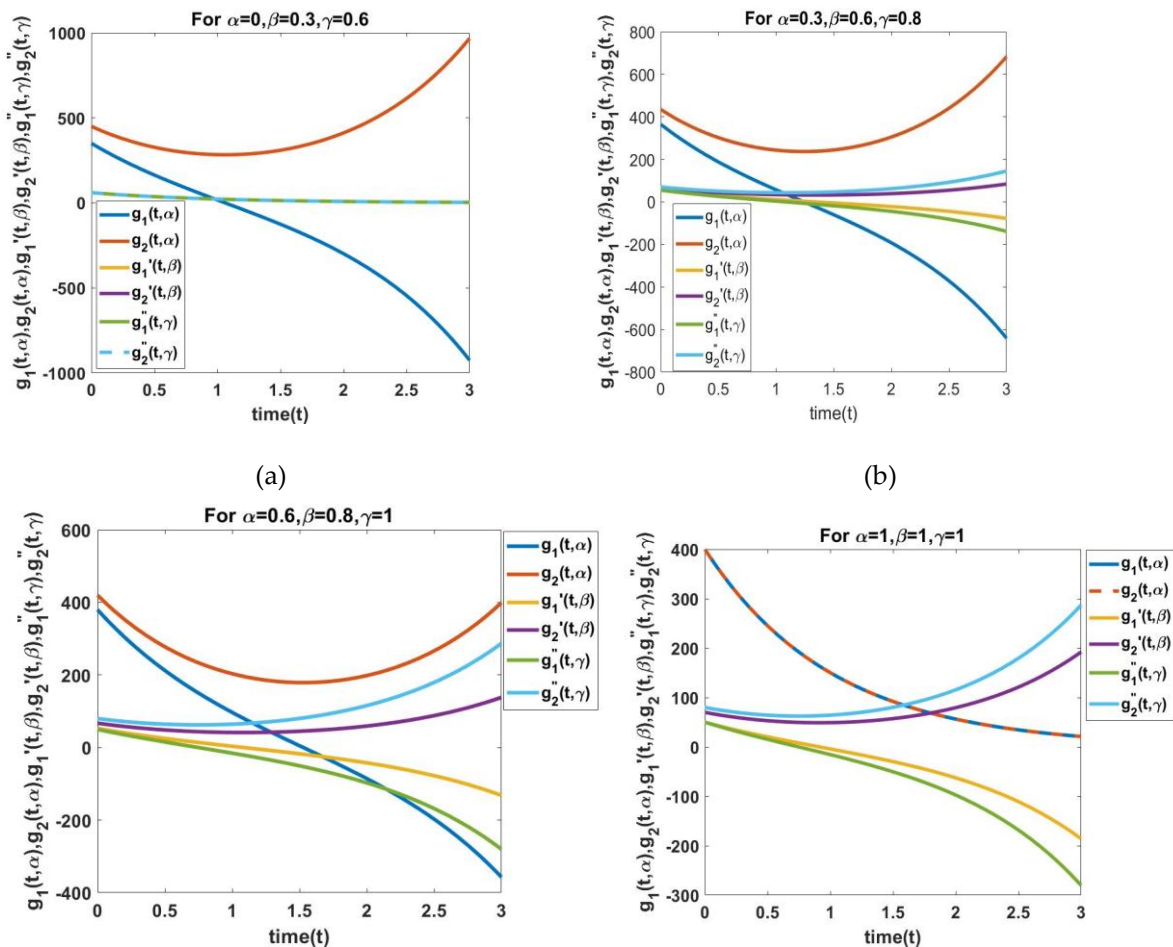 For α=0,β=0.3,γ=0.6
g₁(t,α),g₂(t,α),g₁'(t,β),g₂'(t,β),g₁"(t,γ),g₂"(t,γ)
1000
500
0
-500
-1000
g₁(t,α)
g₂(t,α)
g₁'(t,β)
g₂'(t,β)
g₁"(t,γ)
g₂"(t,γ)
0 0.5 1 1.5 2 2.5 3
time(t)
(a)
For α=0.3,β=0.6,γ=0.8
g₁(t,α),g₂(t,α),g₁'(t,β),g₂'(t,β),g₁"(t,γ),g₂"(t,γ)
800
600
400
200
0
-200
-400
-600
-800
g₁(t,α)
g₂(t,α)
g₁'(t,β)
g₂'(t,β)
g₁"(t,γ)
g₂"(t,γ)
0 0.5 1 1.5 2 2.5 3
time(t)
(b)
For α=0.6,β=0.8,γ=1
g₁(t,α),g₂(t,α),g₁'(t,β),g₂'(t,β),g₁"(t,γ),g₂"(t,γ)
600
400
200
0
-200
-400
g₁(t,α)
g₂(t,α)
g₁'(t,β)
g₂'(t,β)
g₁"(t,γ)
g₂"(t,γ)
0 0.5 1 1.5 2 2.5 3
time(t)
For α=1,β=1,γ=1
g₁(t,α),g₂(t,α),g₁'(t,β),g₂'(t,β),g₁"(t,γ),g₂"(t,γ)
400
300
200
100
0
-100
-200
-300
g₁(t,α)
g₂(t,α)
g₁'(t,β)
g₂'(t,β)
g₁"(t,γ)
g₂"(t,γ)
0 0.5 1 1.5 2 2.5 3
time(t)